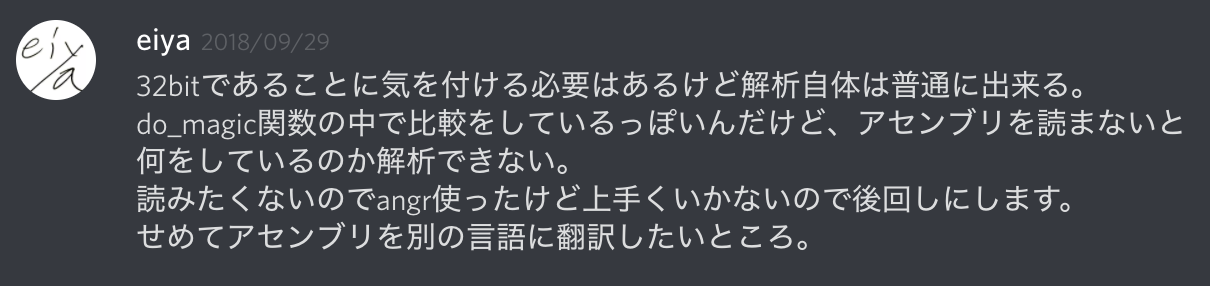 eiy
a
eiya 2018/09/29
32bitであることに気を付ける必要はあるけど解析自体は普通に出来る。
do_magic関数の中で比較をしているっぽいんだけど、アセンブリを読まないと
何をしているのか解析できない。
読みたくないのでangr使ったけど上手くいかないので後回しにします。
せめてアセンブリを別の言語に翻訳したいところ。